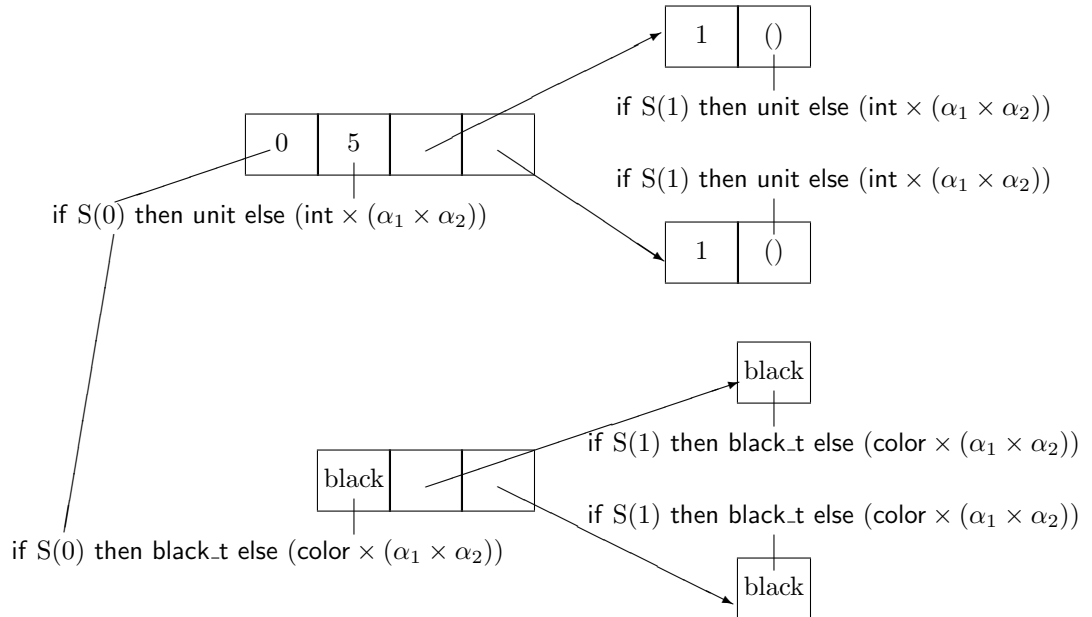 1 ()
if S(1) then unit else (int × (α₁ × α₂))
0 5
if S(1) then unit else (int × (α₁ × α₂))
if S(0) then unit else (int × (α₁ × α₂))
1 ()
black
if S(1) then black_t else (color × (α₁ × α₂))
black
if S(1) then black_t else (color × (α₁ × α₂))
if S(0) then black_t else (color × (α₁ × α₂))
black